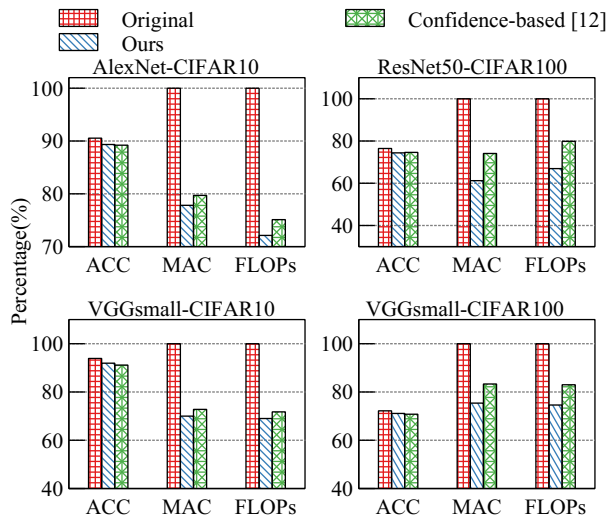 Original
Confidence-based [12]
Ours
AlexNet-CIFAR10
ResNet50-CIFAR100
Percentage(%)
100
90
80
70
ACC MAC FLOPs
100
80
60
40
ACC MAC FLOPs
VGGsmall-CIFAR10
VGGsmall-CIFAR100
100
80
60
40
ACC MAC FLOPs
100
80
60
40
ACC MAC FLOPs